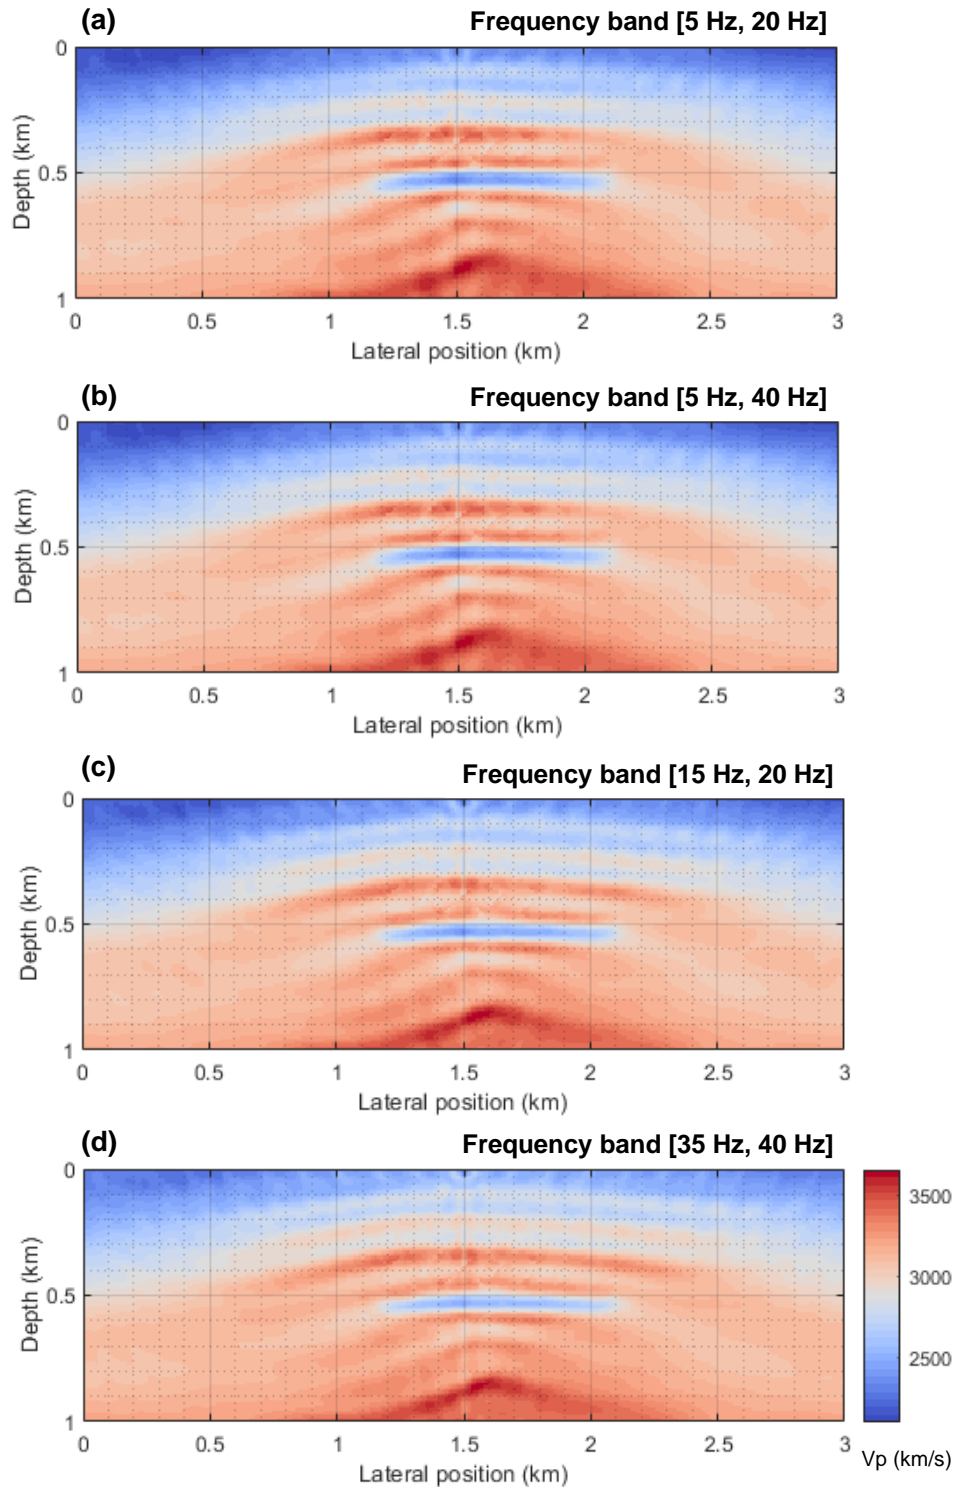 (a) Frequency band [5 Hz, 20 Hz]
0
0.5
1
Depth (km)
0 0.5 1 1.5 2 2.5 3
Lateral position (km)
(b) Frequency band [5 Hz, 40 Hz]
0
0.5
1
Depth (km)
0 0.5 1 1.5 2 2.5 3
Lateral position (km)
(c) Frequency band [15 Hz, 20 Hz]
0
0.5
1
Depth (km)
0 0.5 1 1.5 2 2.5 3
Lateral position (km)
(d) Frequency band [35 Hz, 40 Hz]
0
0.5
1
Depth (km)
0 0.5 1 1.5 2 2.5 3
Lateral position (km)
3500
3000
2500
Vp (km/s)